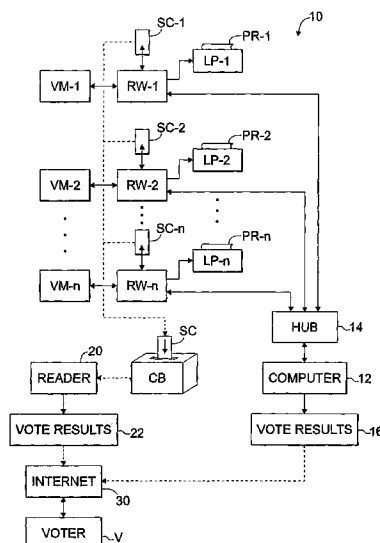 10
SC-1
PR-1
VM-1
RW-1
LP-1
SC-2
PR-2
VM-2
RW-2
LP-2
SC-n
PR-n
VM-n
RW-n
LP-n
SC
HUB
14
20
READER
CB
COMPUTER
12
VOTE RESULTS
22
VOTE RESULTS
16
INTERNET
30
VOTER
V